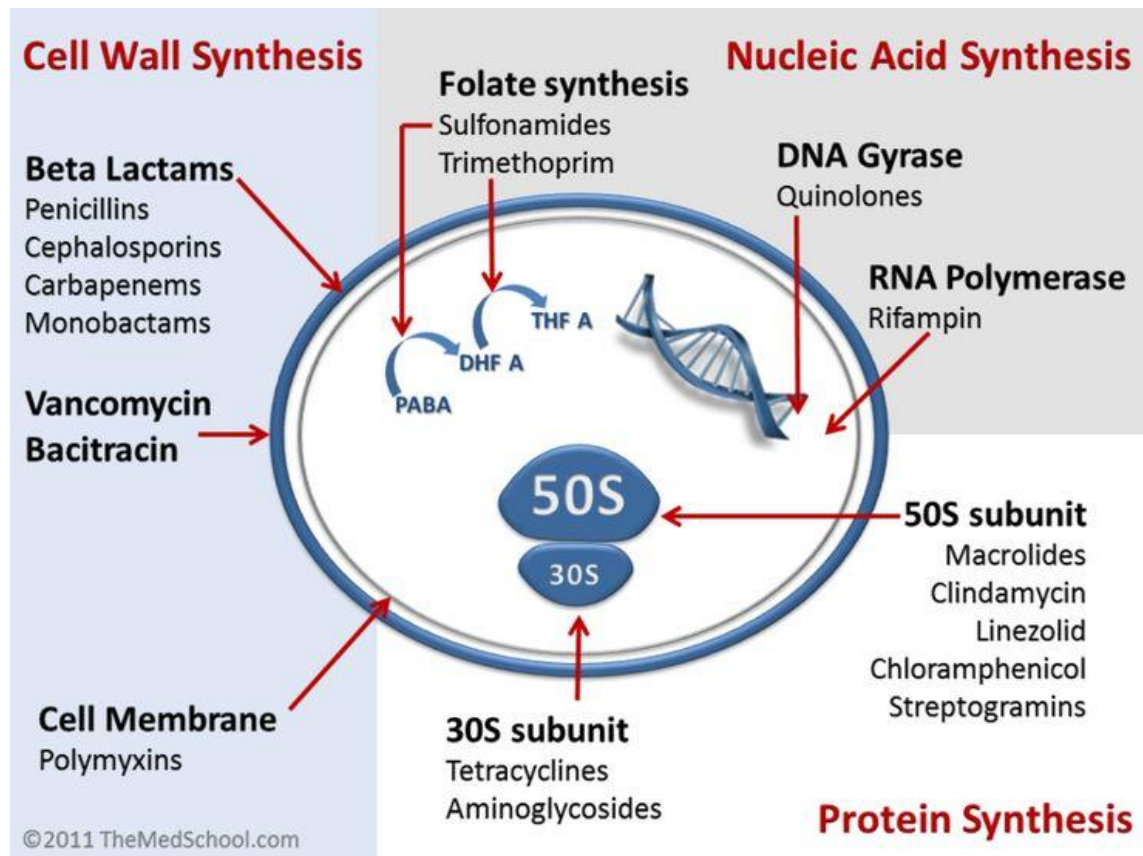 Cell Wall Synthesis
Beta Lactams
Penicillins
Cephalosporins
Carbapenems
Monobactams
Vancomycin
Bacitracin
Cell Membrane
Polymyxins
©2011 TheMedSchool.com
Nucleic Acid Synthesis
Folate synthesis
Sulfonamides
Trimethoprim
DNA Gyrase
Quinolones
RNA Polymerase
Rifampin
THF A
DHF A
PABA
50S
30S
50S subunit
Macrolides
Clindamycin
Linezolid
Chloramphenicol
Streptogramins
30S subunit
Tetracyclines
Aminoglycosides
Protein Synthesis